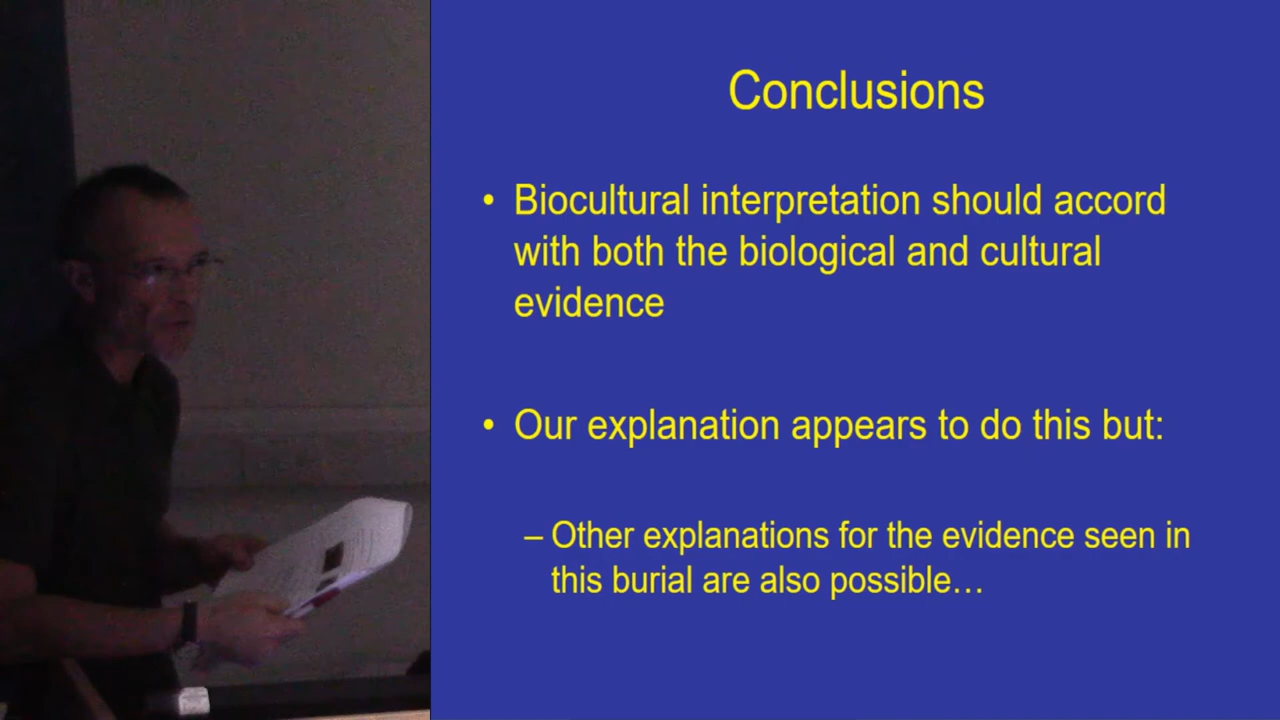 Conclusions
• Biocultural interpretation should accord
with both the biological and cultural
evidence
• Our explanation appears to do this but:
– Other explanations for the evidence seen in
this burial are also possible…